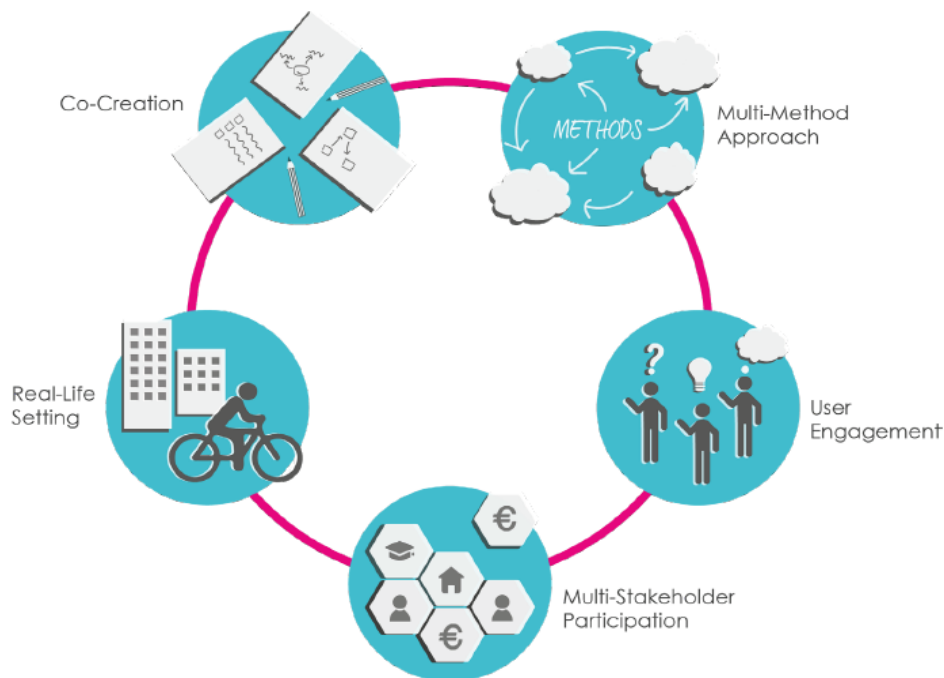 Co-Creation
METHODS
Multi-Method
Approach
Real-Life
Setting
?
User
Engagement
€
€
Multi-Stakeholder
Participation